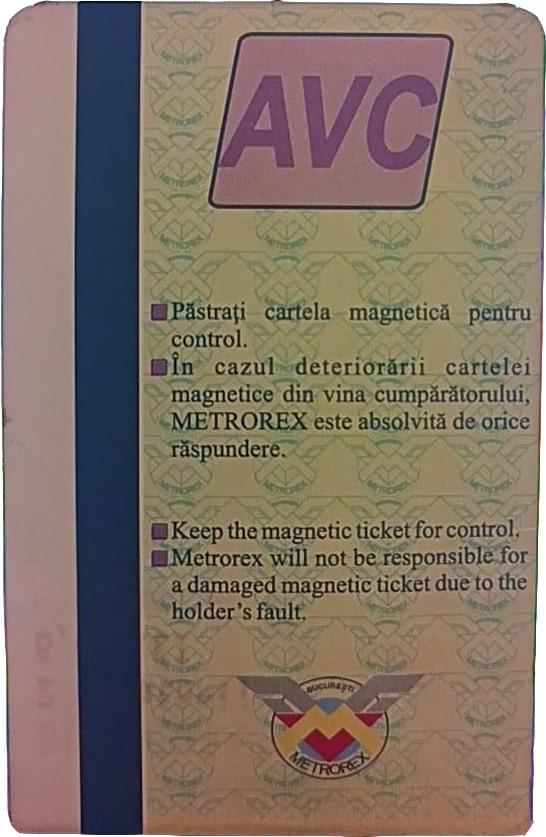 AVC
Păstrați cartela magnetică pentru
control.
În cazul deteriorării cartelei
magnetice din vina cumpărătorului,
METROREX este absolvită de orice
răspundere.
Keep the magnetic ticket for control.
Metrorex will not be responsible for
a damaged magnetic ticket due to the
holder's fault.
BUCUREȘTI
METROREX